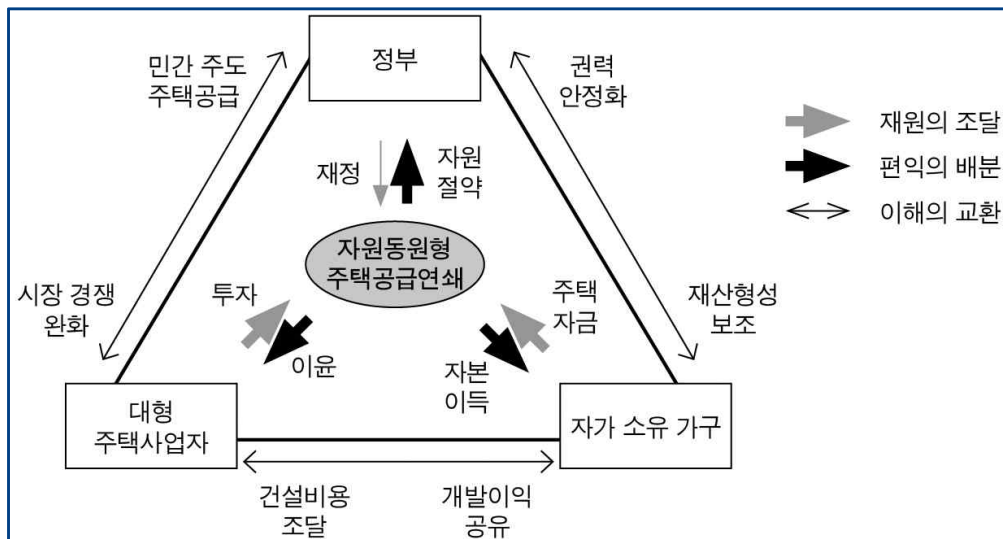 정부
민간 주도
주택공급
권력
안정화
재원의 조달
편익의 배분
이해의 교환
재정
자원
절약
자원동원형
주택공급연쇄
시장 경쟁
완화
투자
이윤
주택
자금
자본
이득
재산형성
보조
대형
주택사업자
자가 소유 가구
건설비용
조달
개발이익
공유